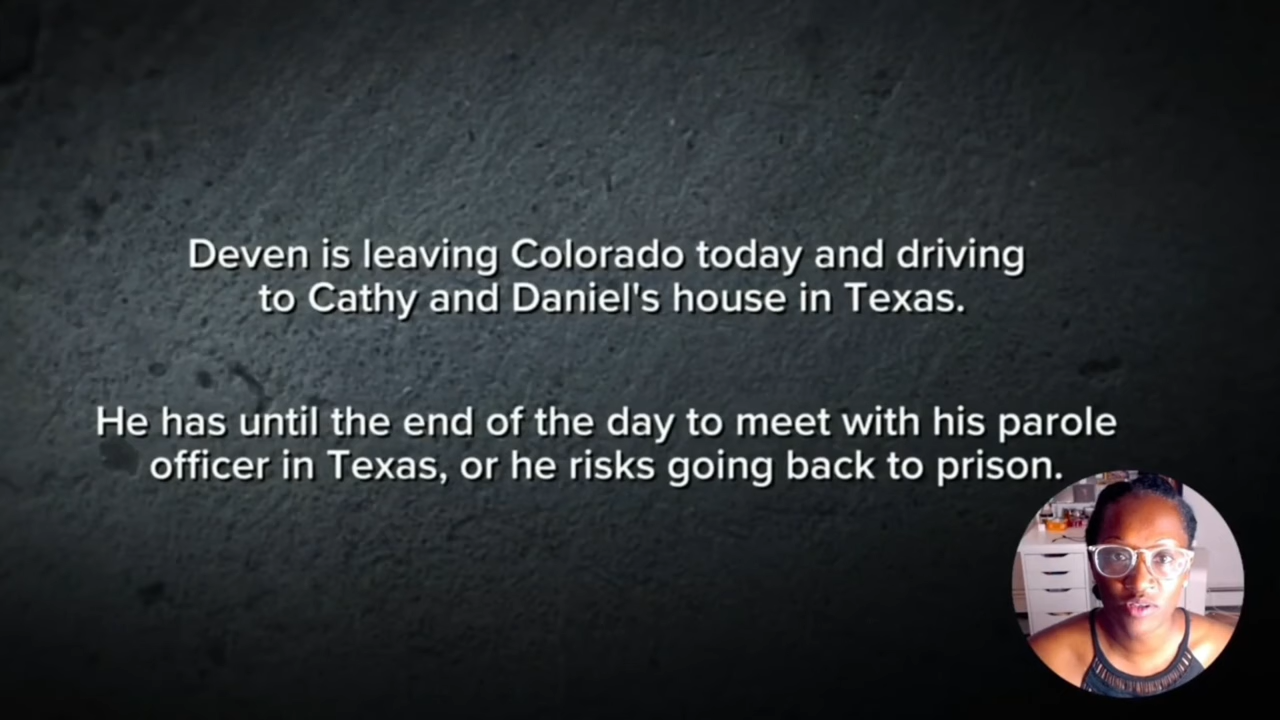 Deven is leaving Colorado today and driving
to Cathy and Daniel's house in Texas.
He has until the end of the day to meet with his parole
officer in Texas, or he risks going back to prison.